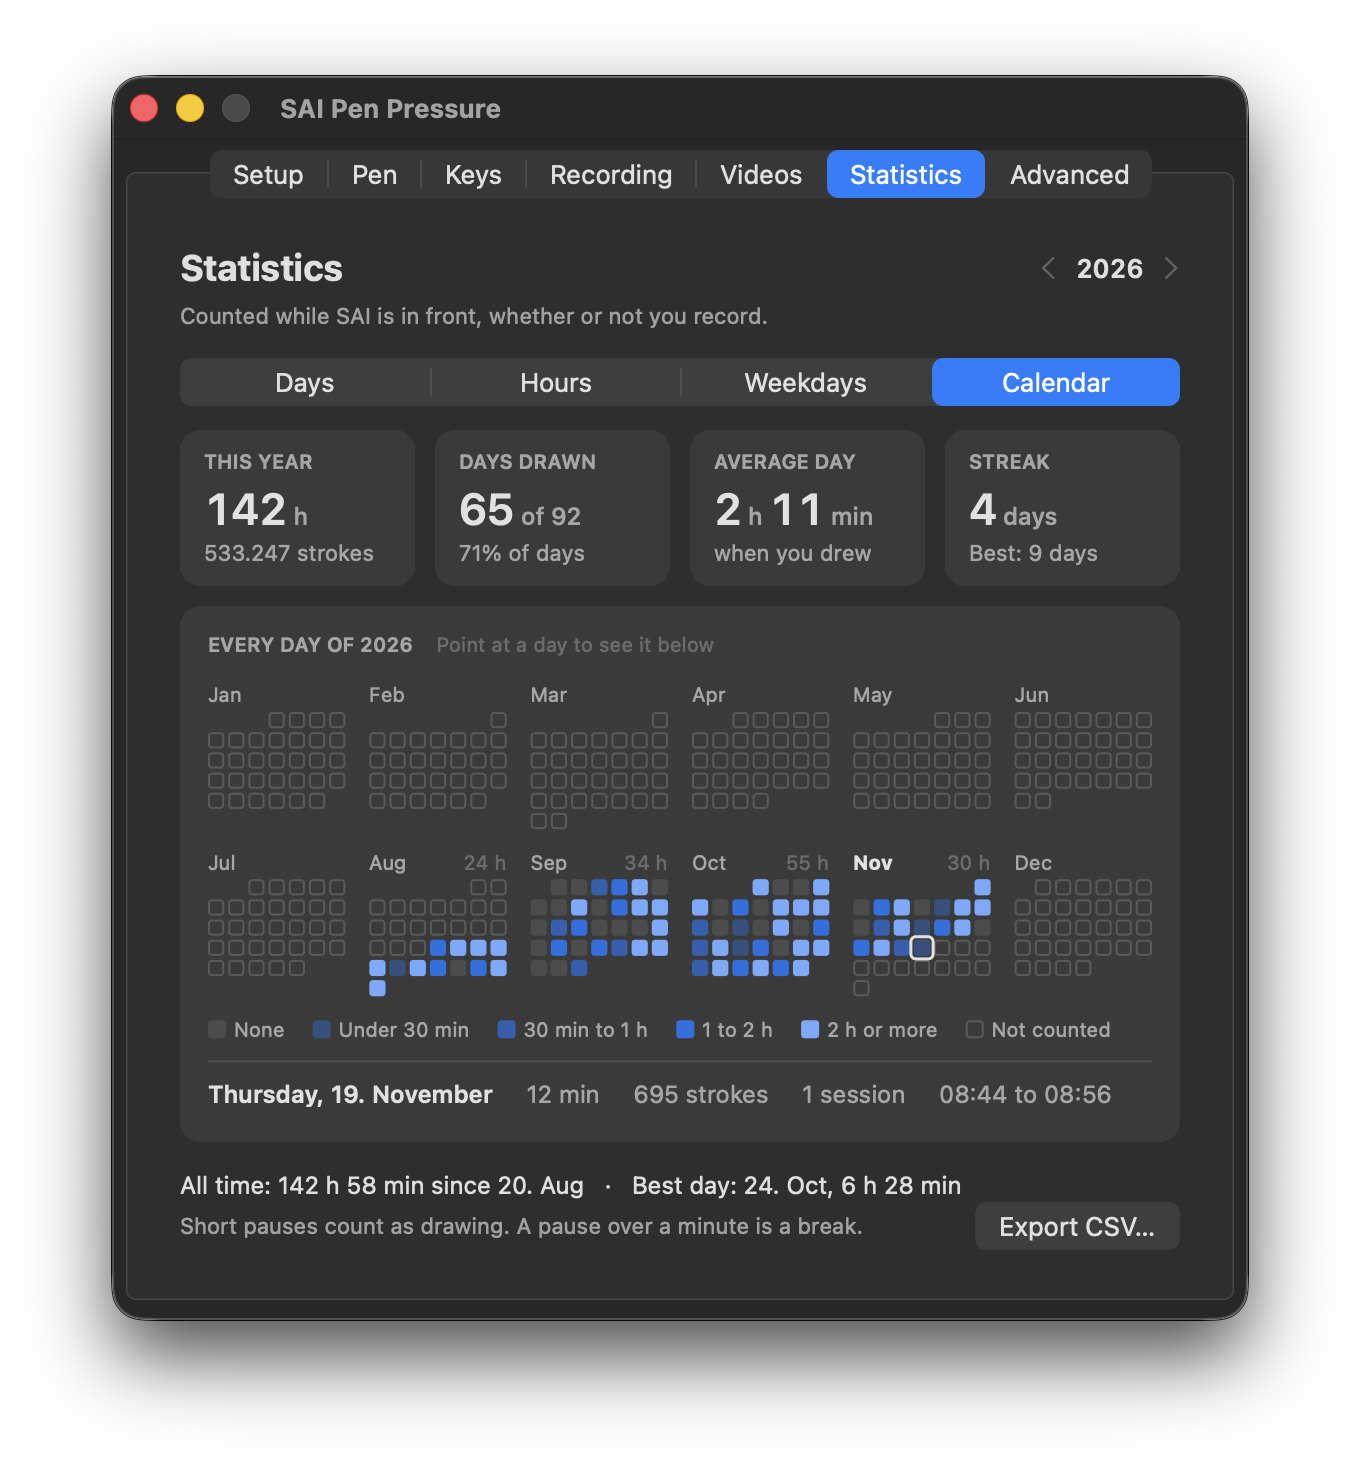 SAI Pen Pressure
Setup Pen Keys Recording Videos Statistics Advanced
Statistics
2026
Counted while SAI is in front, whether or not you record.
Days Hours Weekdays Calendar
THIS YEAR
142 h
533.247 strokes
DAYS DRAWN
65 of 92
71% of days
AVERAGE DAY
2 h 11 min
when you drew
STREAK
4 days
Best: 9 days
EVERY DAY OF 2026 Point at a day to see it below
Jan Feb Mar Apr May Jun
Jul Aug 24 h Sep 34 h Oct 55 h Nov 30 h Dec
None Under 30 min 30 min to 1 h 1 to 2 h 2 h or more Not counted
Thursday, 19. November 12 min 695 strokes 1 session 08:44 to 08:56
All time: 142 h 58 min since 20. Aug · Best day: 24. Oct, 6 h 28 min
Short pauses count as drawing. A pause over a minute is a break.
Export CSV...